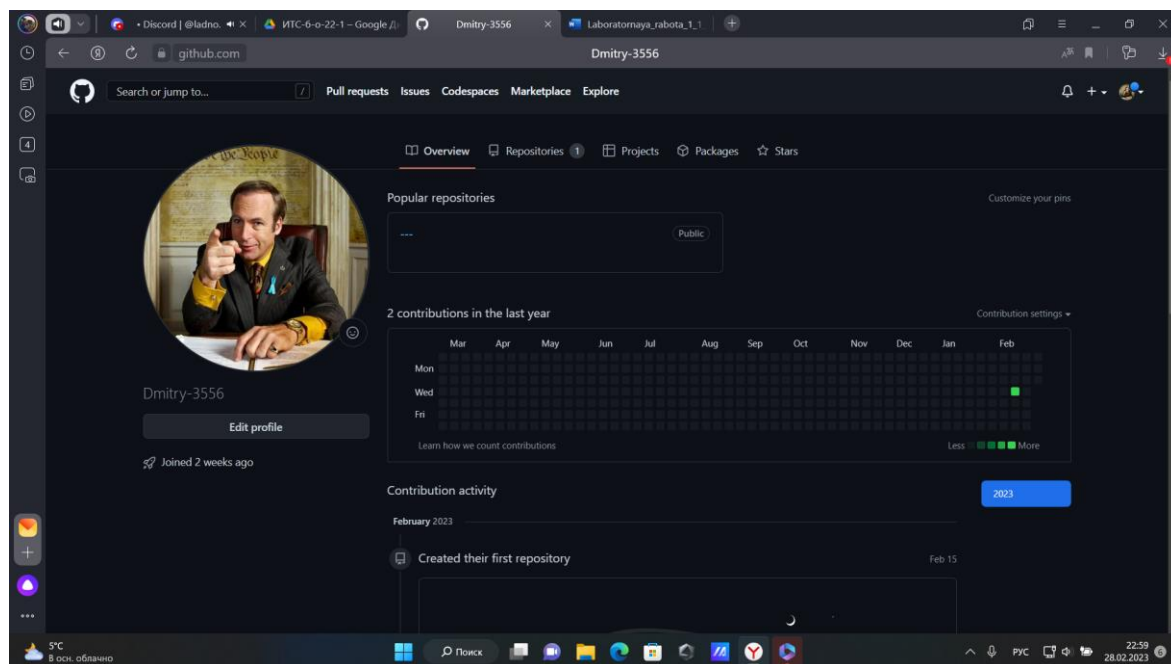 • Discord | @ladno.
ИТС-б-о-22-1 – Google Д
Dmitry-3556
Laboratornaya_rabota_1_1
github.com
Dmitry-3556
Search or jump to...
/
Pull requests Issues Codespaces Marketplace Explore
4
the People
Overview Repositories 1 Projects Packages Stars
Popular repositories
Customize your pins
---
Public
2 contributions in the last year
Contribution settings
Mar Apr May Jun Jul Aug Sep Oct Nov Dec Jan Feb
Mon
Wed
Fri
Learn how we count contributions
Less More
Dmitry-3556
Edit profile
Joined 2 weeks ago
Contribution activity
2023
February 2023
Created their first repository
Feb 15
5°C
В осн. облачно
Поиск
РУС
22:59
28.02.2023
6